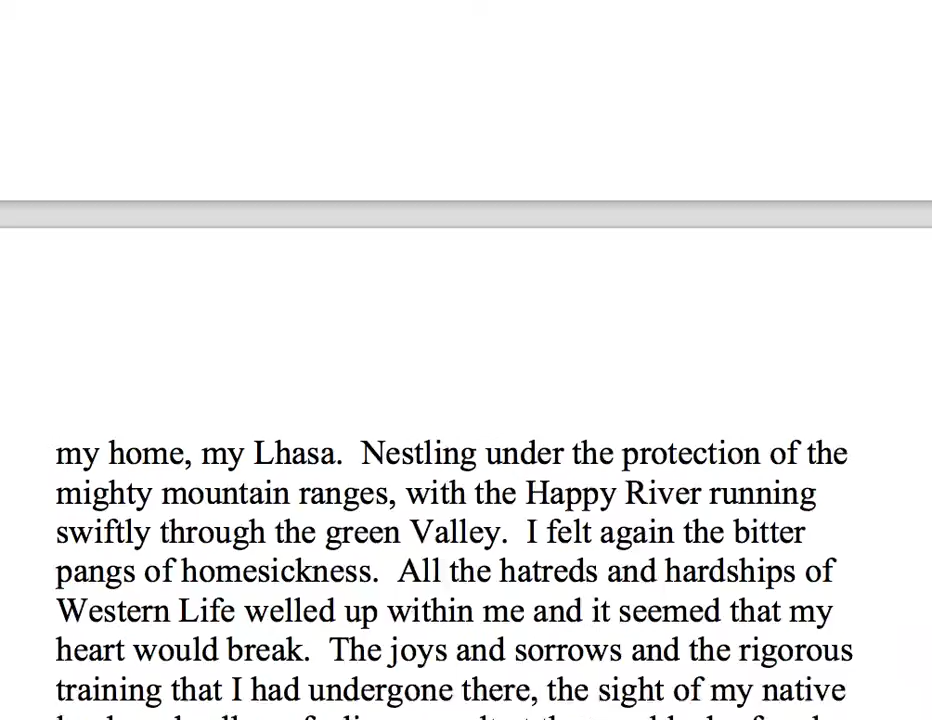 my home, my Lhasa.  Nestling under the protection of the
mighty mountain ranges, with the Happy River running
swiftly through the green Valley.  I felt again the bitter
pangs of homesickness.  All the hatreds and hardships of
Western Life welled up within me and it seemed that my
heart would break.  The joys and sorrows and the rigorous
training that I had undergone there, the sight of my native